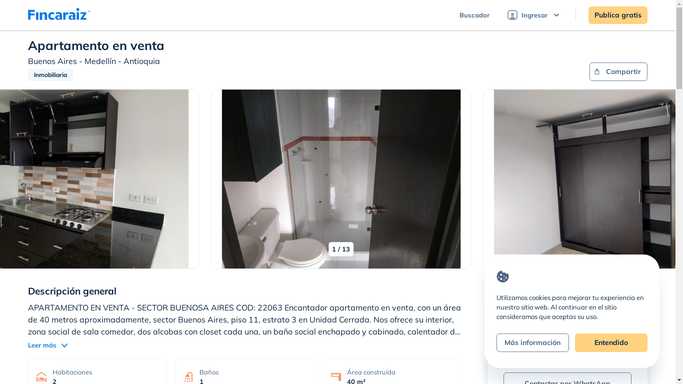 Fincaraiz
Buscador
Ingresar
Publica gratis
Apartamento en venta
Buenos Aires - Medellín - Antioquia
Inmobiliaria
Compartir
1 / 13
Descripción general
APARTAMENTO EN VENTA - SECTOR BUENOSA AIRES COD: 22063 Encantador apartamento en venta, con un área
de 40 metros aproximadamente, sector Buenos Aires, piso 11, estrato 3 en Unidad Cerrada. Nos ofrece su interior,
zona social de sala comedor, dos alcobas con closet cada una, un baño social enchapado y cabinado, calentador d...
Leer más
Habitaciones
2
Baños
1
Área construida
40 m²
Utilizamos cookies para mejorar tu experiencia en
nuestro sitio web. Al continuar en el sitio
consideramos que aceptas su uso.
Más información
Entendido
Contactar por WhatsApp